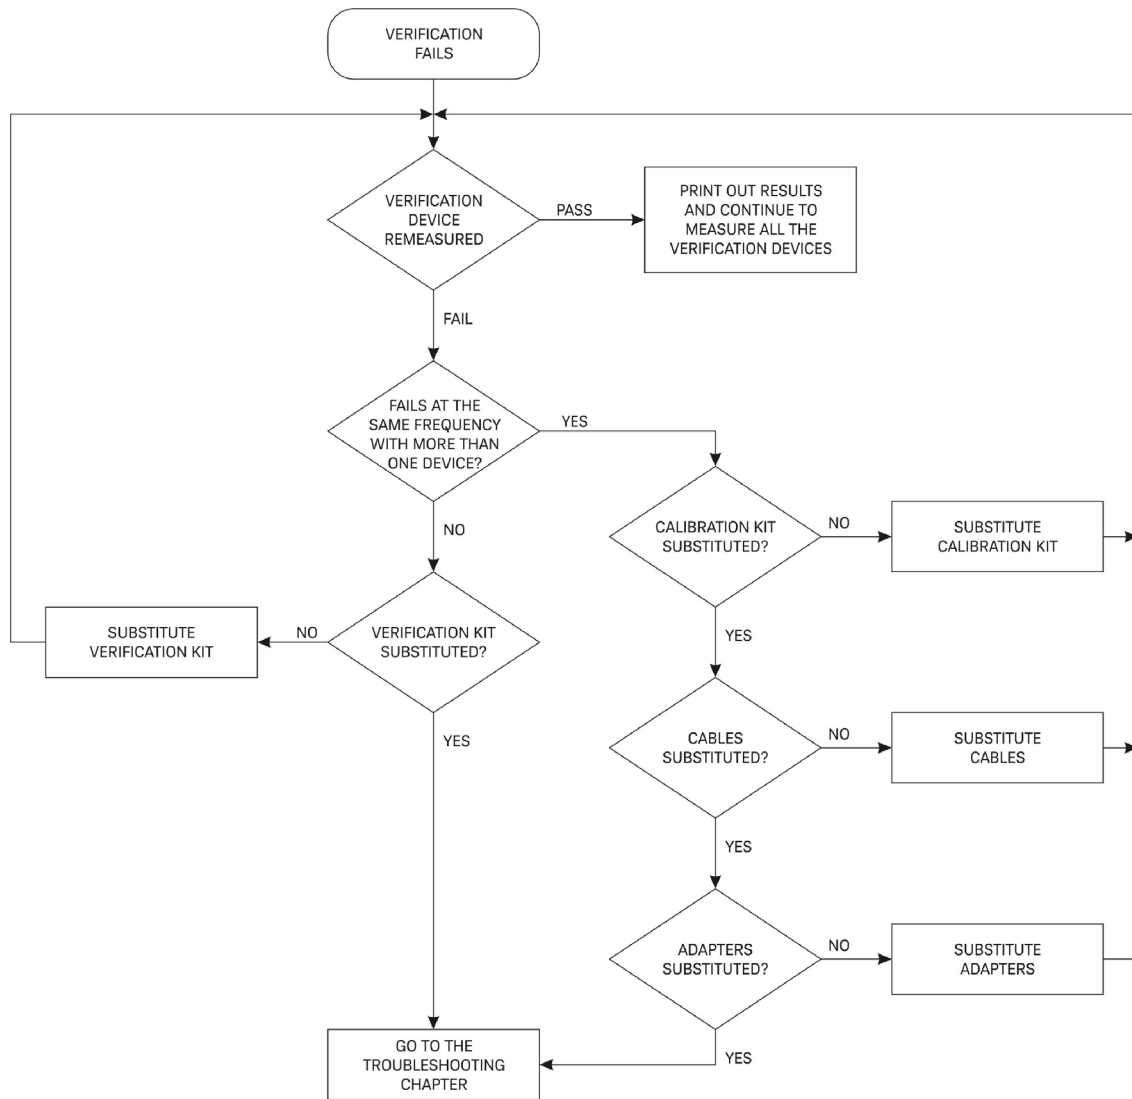 VERIFICATION
FAILS
VERIFICATION
DEVICE
REMEASURED
PASS
PRINT OUT RESULTS
AND CONTINUE TO
MEASURE ALL THE
VERIFICATION DEVICES
FAIL
FAILS AT THE
SAME FREQUENCY
WITH MORE THAN
ONE DEVICE?
YES
NO
CALIBRATION KIT
SUBSTITUTED?
NO
SUBSTITUTE
CALIBRATION KIT
SUBSTITUTE
VERIFICATION KIT
NO
VERIFICATION KIT
SUBSTITUTED?
YES
YES
CABLES
SUBSTITUTED?
NO
SUBSTITUTE
CABLES
YES
ADAPTERS
SUBSTITUTED?
NO
SUBSTITUTE
ADAPTERS
YES
GO TO THE
TROUBLESHOOTING
CHAPTER